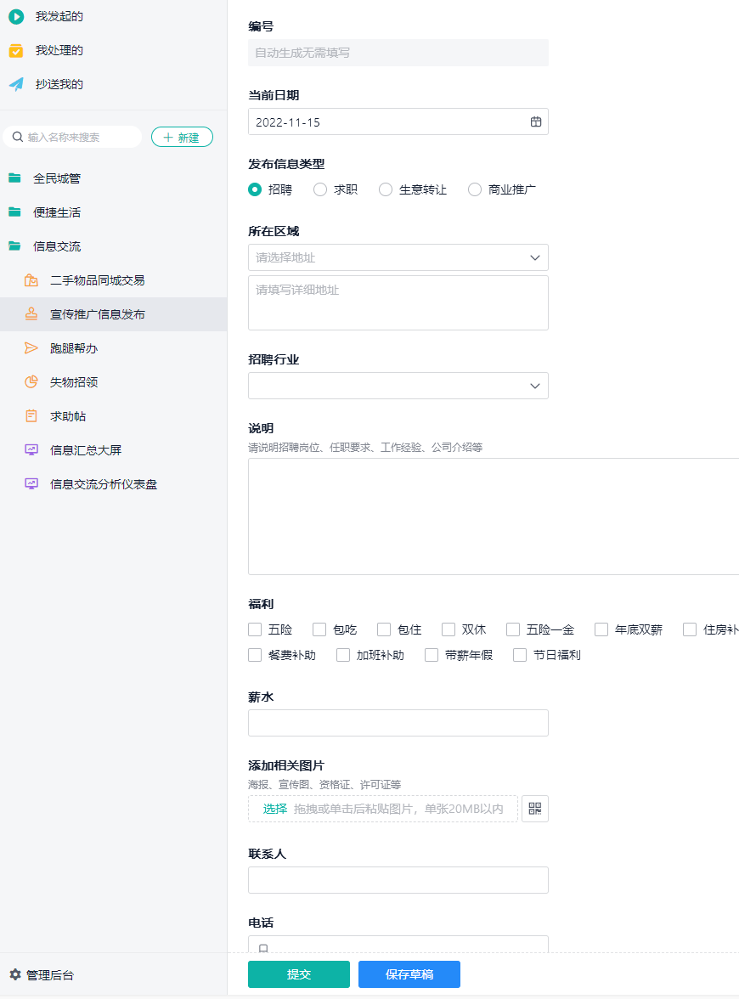 我发起的
我处理的
抄送我的
输入名称来搜索
新建
全民城管
便捷生活
信息交流
二手物品同城交易
宣传推广信息发布
跑腿帮办
失物招领
求助帖
信息汇总大屏
信息交流分析仪表盘
管理后台
编号
自动生成无需填写
当前日期
2022-11-15
发布信息类型
招聘 求职 生意转让 商业推广
所在区域
请选择地址
请填写详细地址
招聘行业
说明
请说明招聘岗位、任职要求、工作经验、公司介绍等
福利
五险 包吃 包住 双休 五险一金 年底双薪 住房补
餐费补助 加班补助 带薪年假 节日福利
薪水
添加相关图片
海报、宣传图、资格证、许可证等
选择 拖拽或单击后粘贴图片，单张20MB以内
联系人
电话
提交 保存草稿